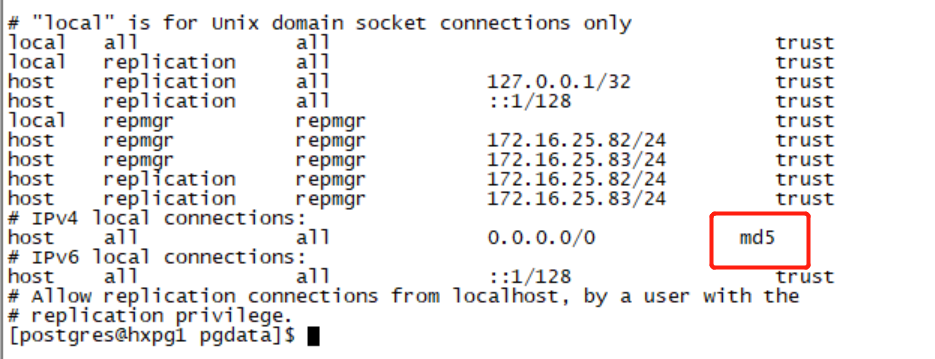 # "local" is for Unix domain socket connections only
local all all trust
local replication all trust
host replication all 127.0.0.1/32 trust
host replication all ::1/128 trust
local repmgr repmgr trust
host repmgr repmgr 172.16.25.82/24 trust
host repmgr repmgr 172.16.25.83/24 trust
host replication repmgr 172.16.25.82/24 trust
host replication repmgr 172.16.25.83/24 trust
# IPv4 local connections:
host all all 0.0.0.0/0 md5
# IPv6 local connections:
host all all ::1/128 trust
# Allow replication connections from localhost, by a user with the
# replication privilege.
[postgres@hxpg1 pgdata]$